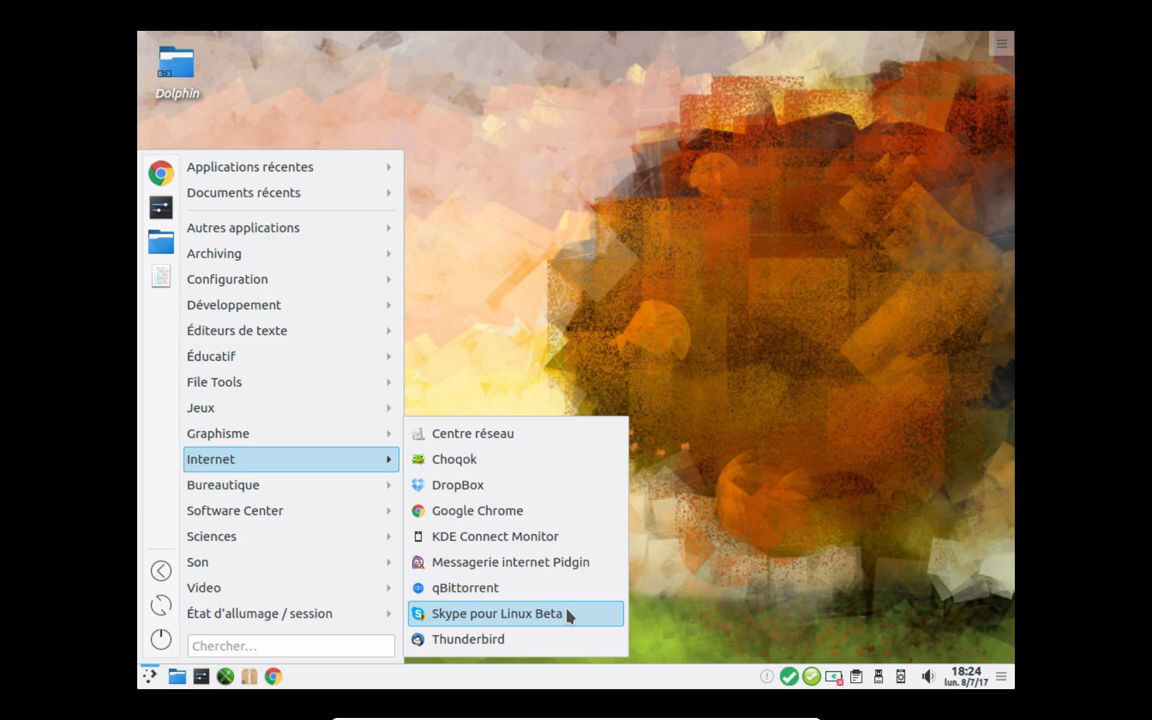 Dolphin
Applications récentes
Documents récents
Autres applications
Archiving
Configuration
Développement
Éditeurs de texte
Éducatif
File Tools
Jeux
Graphisme
Internet
Bureautique
Software Center
Sciences
Son
Video
État d'allumage / session
Chercher...
Centre réseau
Choqok
DropBox
Google Chrome
KDE Connect Monitor
Messagerie internet Pidgin
qBittorrent
Skype pour Linux Beta
Thunderbird
18:24
lun. 8/7/17